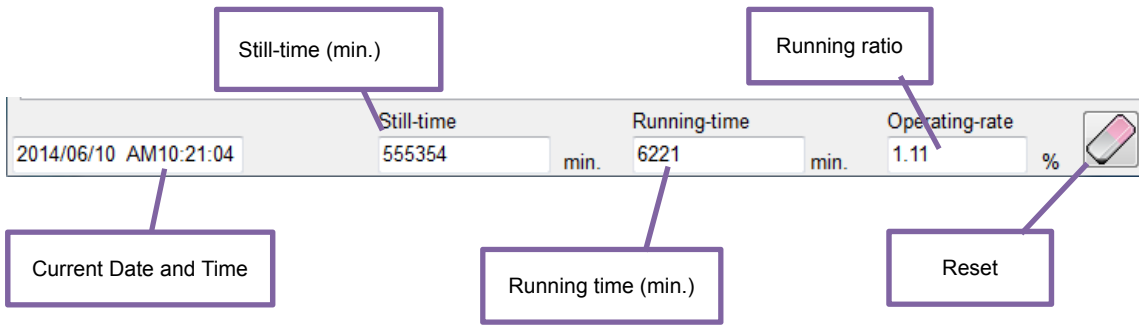 Still-time (min.)
Running ratio
Still-time
Running-time
Operating-rate
2014/06/10 AM10:21:04
555354
min.
6221
min.
1.11
%
Current Date and Time
Running time (min.)
Reset